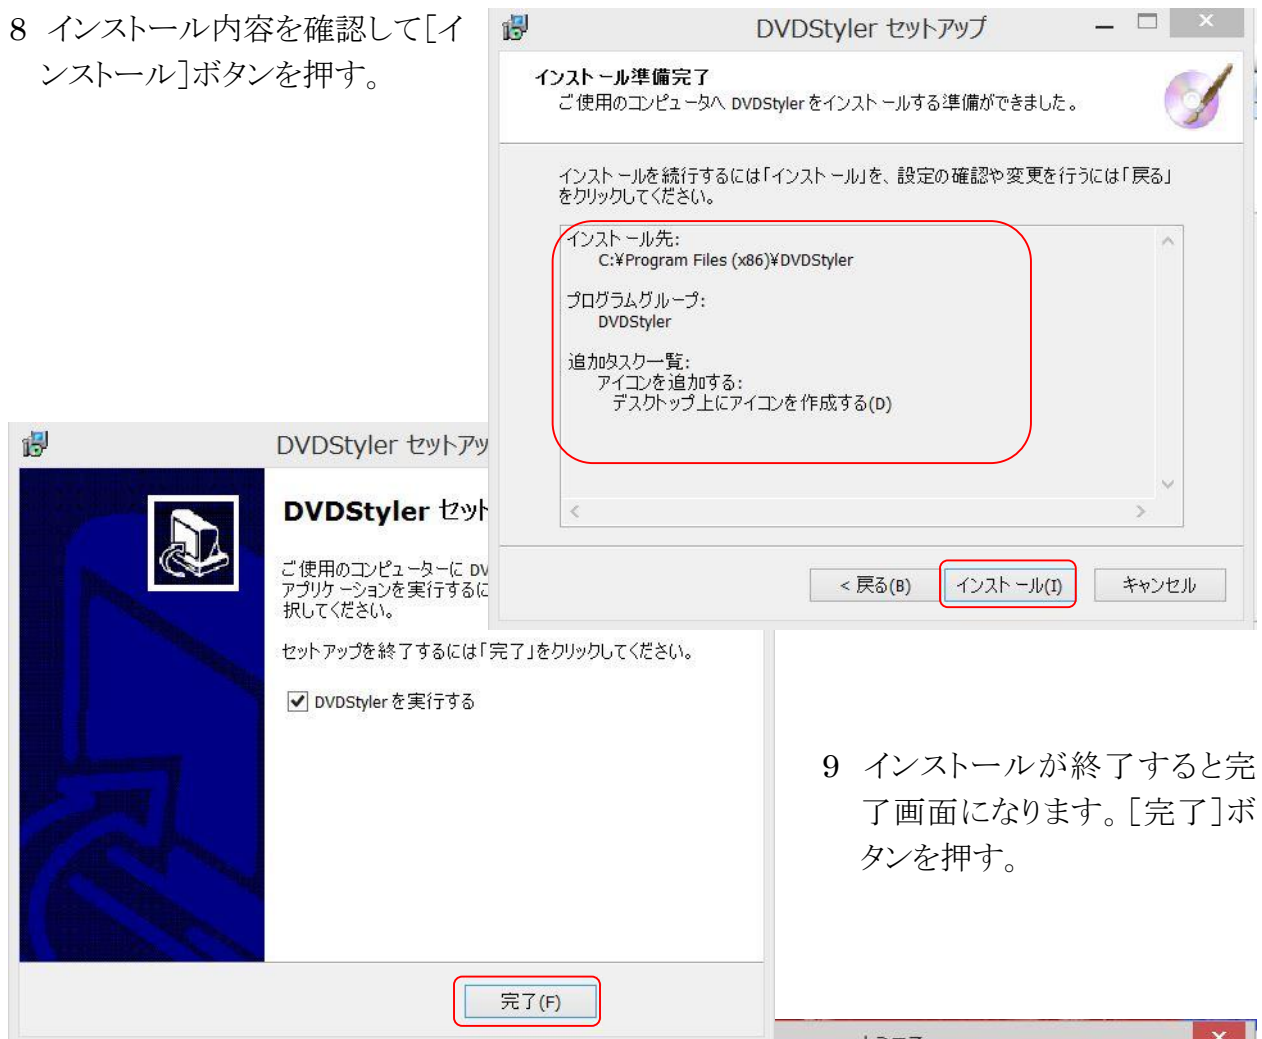 8 インストール内容を確認して[イ
ンストール]ボタンを押す。
DVDStyler セットアップ
インストール準備完了
ご使用のコンピュータへ DVDStyler をインストールする準備ができました。
インストールを続行するには「インストール」を、設定の確認や変更を行うには「戻る」
をクリックしてください。
インストール先:
C:¥Program Files (x86)¥DVDStyler
プログラムグループ:
DVDStyler
追加タスク一覧:
アイコンを追加する:
デスクトップ上にアイコンを作成する(D)
< 戻る(B)
インストール(I)
キャンセル
DVDStyler セットアッ
DVDStyler セット
ご使用のコンピューターに DV
アプリケーションを実行するに
択してください。
セットアップを終了するには「完了」をクリックしてください。
DVDStyler を実行する
完了(F)
9 インストールが終了すると完
了画面になります。[完了]ボ
タンを押す。